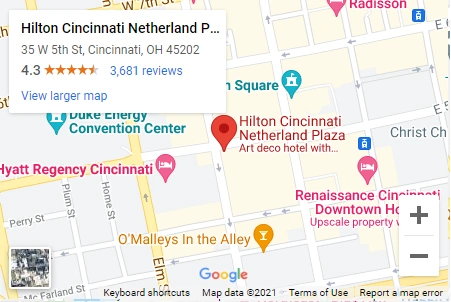 W 7th St
Radisson
Hilton Cincinnati Netherland P...
35 W 5th St, Cincinnati, OH 45202
4.3
3,681 reviews
View larger map
n Square
E 5
Duke Energy
Convention Center
Hilton Cincinnati
Netherland Plaza
Art deco hotel with...
Christ Ch
Hyatt Regency Cincinnati
Renaissance Cincinnati
Downtown Ho
Upscale property w
Plum St
Home St
Perry St
O'Malleys In the Alley
Elm S
Mc Farland St
Google
Keyboard shortcuts
Map data ©2021
Terms of Use
Report a map error